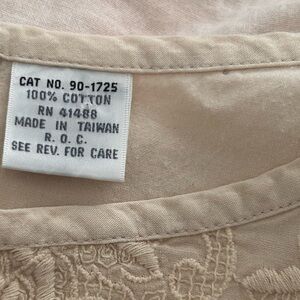 CAT NO. 90-1725
100% COTTON
RN 41488
MADE IN TAIWAN
R. O. C.
SEE REV. FOR CARE